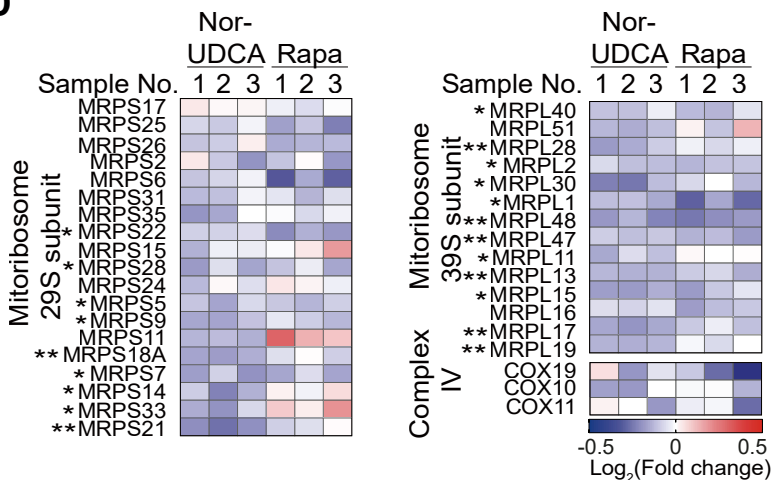 Nor-
UDCA Rapa
Sample No. 1 2 3 1 2 3
Mitoribosome
29S subunit
MRPS17
MRPS25
MRPS26
MRPS2
MRPS6
MRPS31
MRPS35
* MRPS22
MRPS15
* MRPS28
MRPS24
* MRPS5
* MRPS9
MRPS11
** MRPS18A
* MRPS7
* MRPS14
* MRPS33
** MRPS21
Nor-
UDCA Rapa
Sample No. 1 2 3 1 2 3
Mitoribosome
39S subunit
* MRPL40
MRPL51
** MRPL28
* MRPL2
* MRPL30
* MRPL1
** MRPL48
** MRPL47
* MRPL11
** MRPL13
* MRPL15
MRPL16
** MRPL17
** MRPL19
Complex
IV
COX19
COX10
COX11
-0.5 0 0.5
Log2(Fold change)